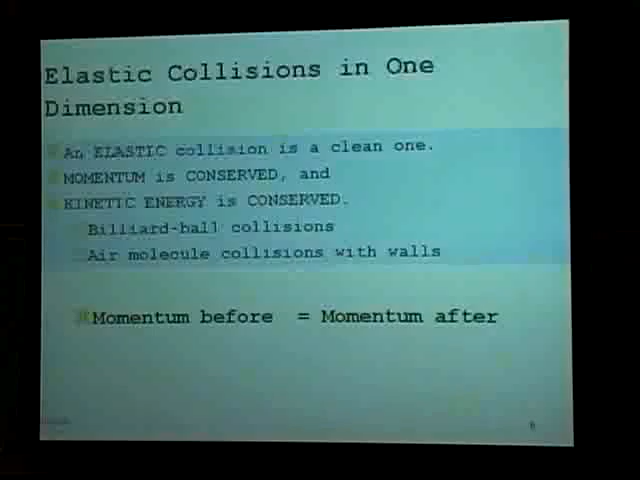 Elastic Collisions in One
Dimension
An ELASTIC collision is a clean one.
MOMENTUM is CONSERVED, and
KINETIC ENERGY is CONSERVED.
Billiard-ball collisions
Air molecule collisions with walls
Momentum before = Momentum after